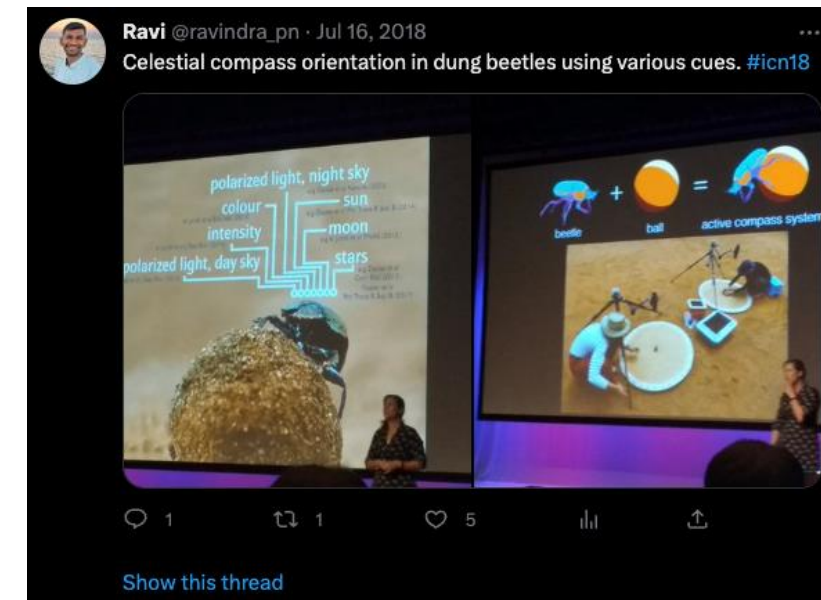 Ravi @ravindra_pn · Jul 16, 2018
Celestial compass orientation in dung beetles using various cues. #icn18
polarized light, night sky
colour
sun
intensity
moon
polarized light, day sky
stars
+
=
beetle
ball
active compass system
1
1
5
Show this thread